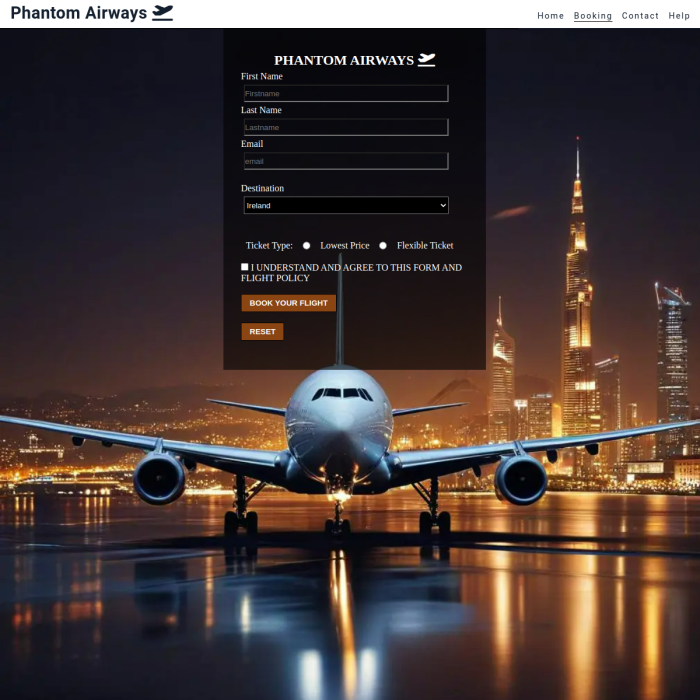 Phantom Airways
Home Booking Contact Help
PHANTOM AIRWAYS
First Name
Firstname
Last Name
Lastname
Email
email
Destination
Ireland
Ticket Type: Lowest Price Flexible Ticket
I UNDERSTAND AND AGREE TO THIS FORM AND
FLIGHT POLICY
BOOK YOUR FLIGHT
RESET